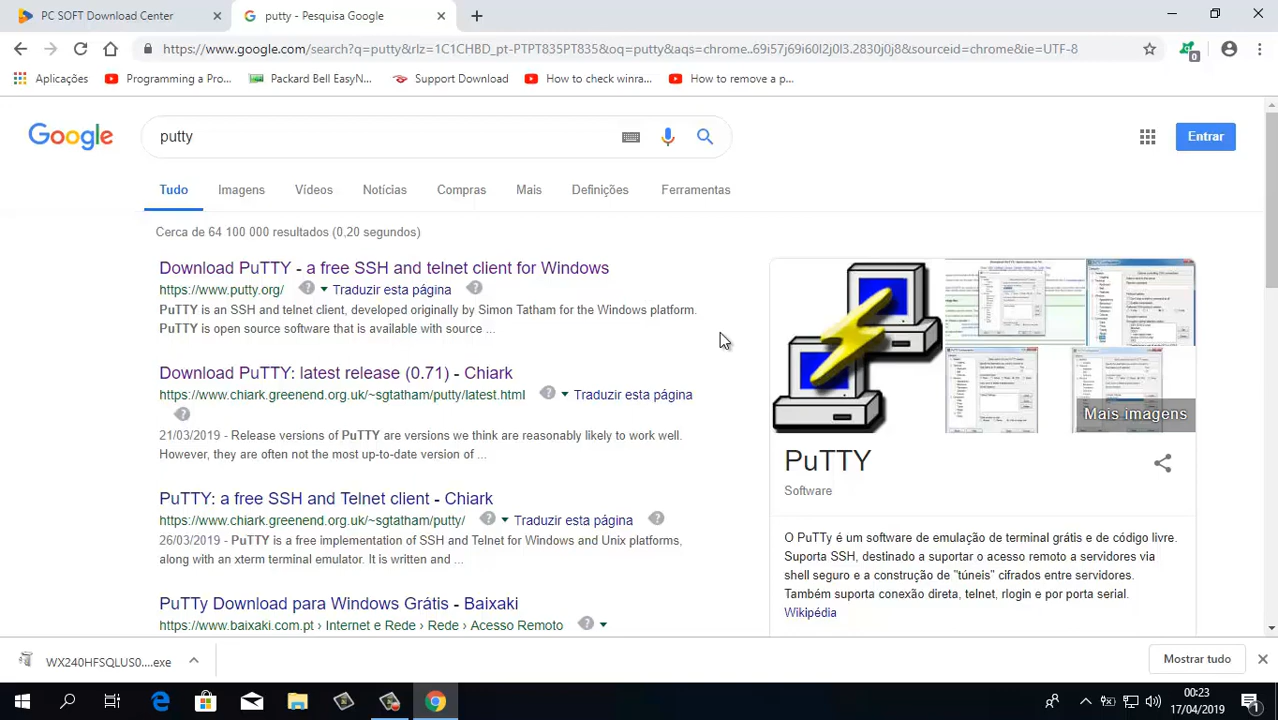 PC SOFT Download Center
putty - Pesquisa Google
https://www.google.com/search?q=putty&rlz=1C1CHBD_pt-PTPT835PT835&oq=putty&aqs=chrome..69i57j69i60l2j0l3.2830j0j8&sourceid=chrome&ie=UTF-8
0
Aplicações
Programming a Pro...
Packard Bell EasyN...
Support Download
How to check winra...
How to remove a p...
Google
putty
Entrar
Tudo
Imagens
Vídeos
Notícias
Compras
Mais
Definições
Ferramentas
Cerca de 64 100 000 resultados (0,20 segundos)
Download PuTTY - a free SSH and telnet client for Windows
https://www.putty.org/ Traduzir esta página
PuTTY is an SSH and telnet client, developed originally by Simon Tatham for the Windows platform.
PuTTY is open source software that is available with source ...
Download PuTTY: latest release (0.71) - Chiark
https://www.chiark.greenend.org.uk/~sgtatham/putty/latest.html Traduzir esta página
21/03/2019 - Release versions of PuTTY are versions we think are reasonably likely to work well.
However, they are often not the most up-to-date version of ...
PuTTY: a free SSH and Telnet client - Chiark
https://www.chiark.greenend.org.uk/~sgtatham/putty/ Traduzir esta página
26/03/2019 - PuTTY is a free implementation of SSH and Telnet for Windows and Unix platforms,
along with an xterm terminal emulator. It is written and ...
PuTTy Download para Windows Grátis - Baixaki
https://www.baixaki.com.pt › Internet e Rede › Rede › Acesso Remoto
Mais imagens
PuTTY
Software
O PuTTy é um software de emulação de terminal grátis e de código livre.
Suporta SSH, destinado a suportar o acesso remoto a servidores via
shell seguro e a construção de "túneis" cifrados entre servidores.
Também suporta conexão direta, telnet, rlogin e por porta serial.
Wikipédia
WX240HFSQLUS0....exe
Mostrar tudo
00:23
17/04/2019
1